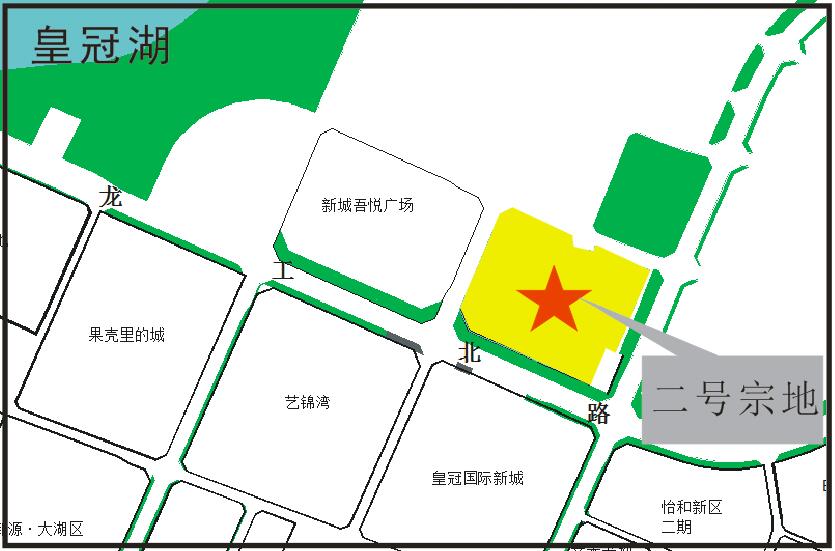 皇冠湖
龙
新城吾悦广场
工
果壳里的城
北
二号宗地
艺锦湾
路
皇冠国际新城
怡和新区
二期
源·大湖区